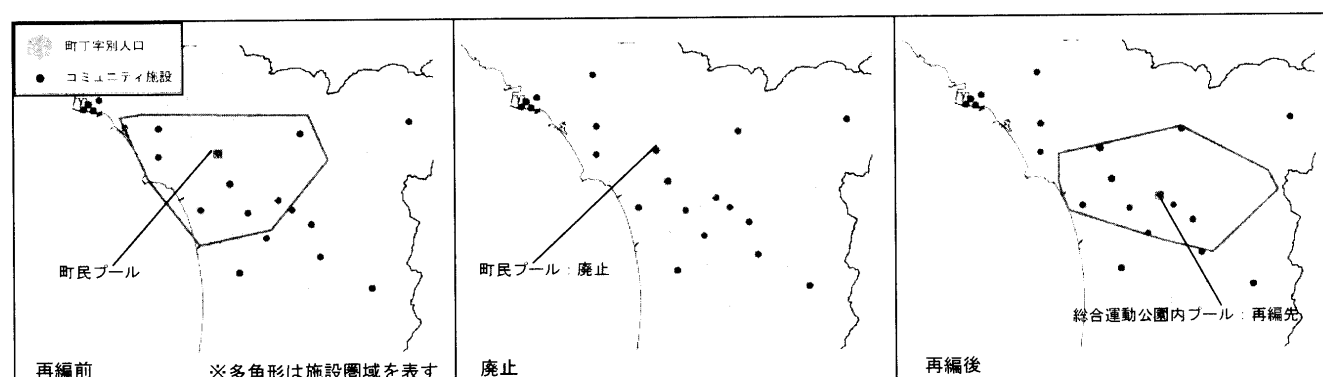 町丁字別人口
コミュニティ施設
町民プール
再編前
※多角形は施設圏域を表す
町民プール：廃止
廃止
総合運動公園内プール：再編先
再編後